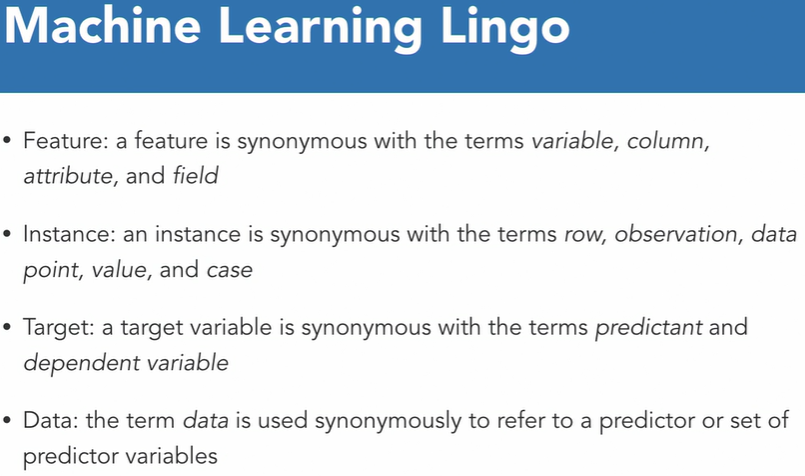 Machine Learning Lingo
• Feature: a feature is synonymous with the terms variable, column,
attribute, and field
• Instance: an instance is synonymous with the terms row, observation, data
point, value, and case
• Target: a target variable is synonymous with the terms predictant and
dependent variable
• Data: the term data is used synonymously to refer to a predictor or set of
predictor variables